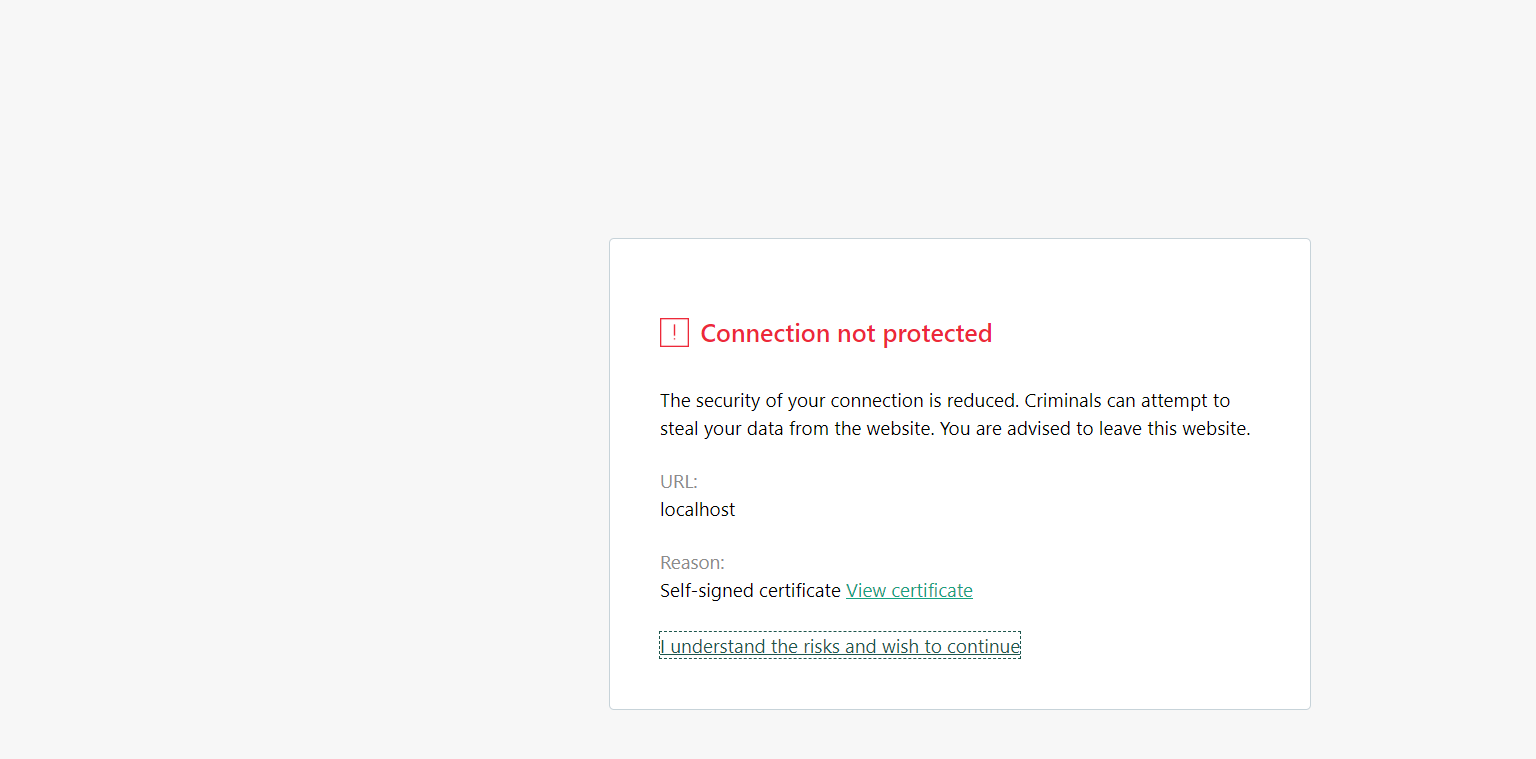 ! Connection not protected
The security of your connection is reduced. Criminals can attempt to
steal your data from the website. You are advised to leave this website.
URL:
localhost
Reason:
Self-signed certificate View certificate
I understand the risks and wish to continue